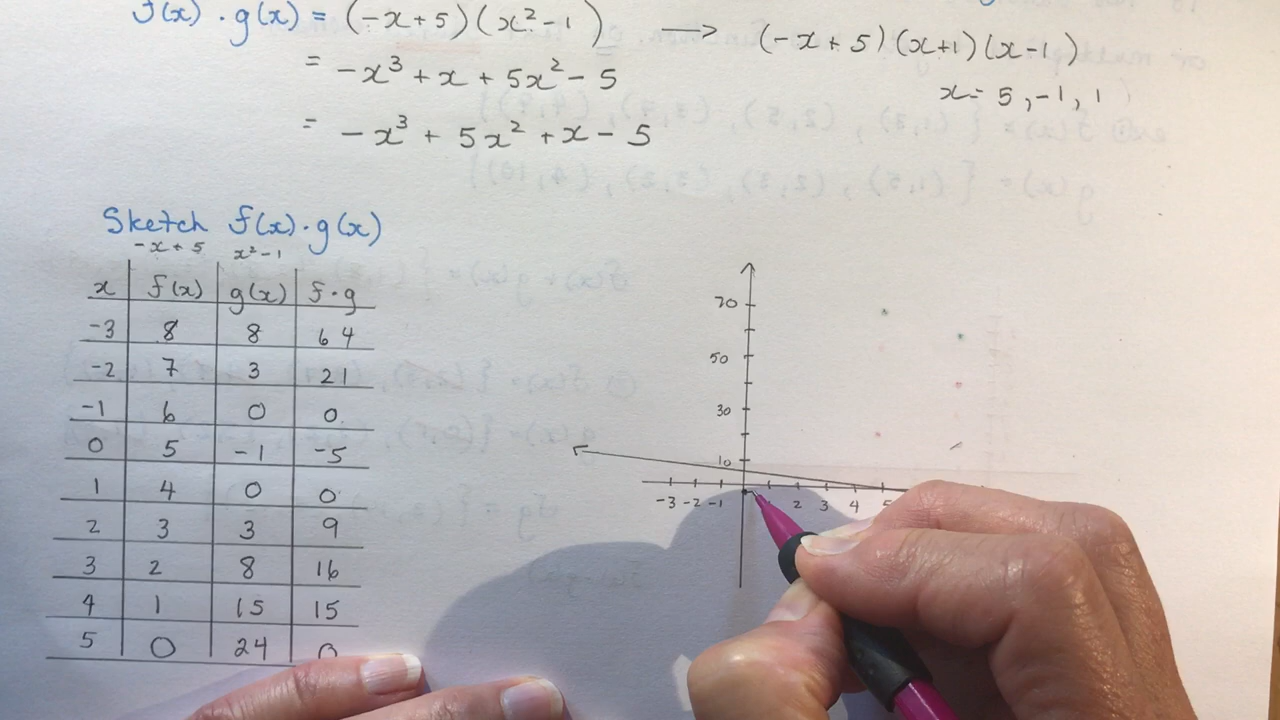 f(x) · g(x) = (-x+5)(x²-1) → (-x+5)(x+1)(x-1)
= -x³ + x + 5x² - 5
x = 5, -1, 1
= -x³ + 5x² + x - 5
Sketch f(x)·g(x)
-x+5 x²-1
x f(x) g(x) f·g
-3 8 8 64
-2 7 3 21
-1 6 0 0
0 5 -1 -5
1 4 0 0
2 3 3 9
3 2 8 16
4 1 15 15
5 0 24 0
70
50
30
10
-3 -2 -1 2 3 4 5